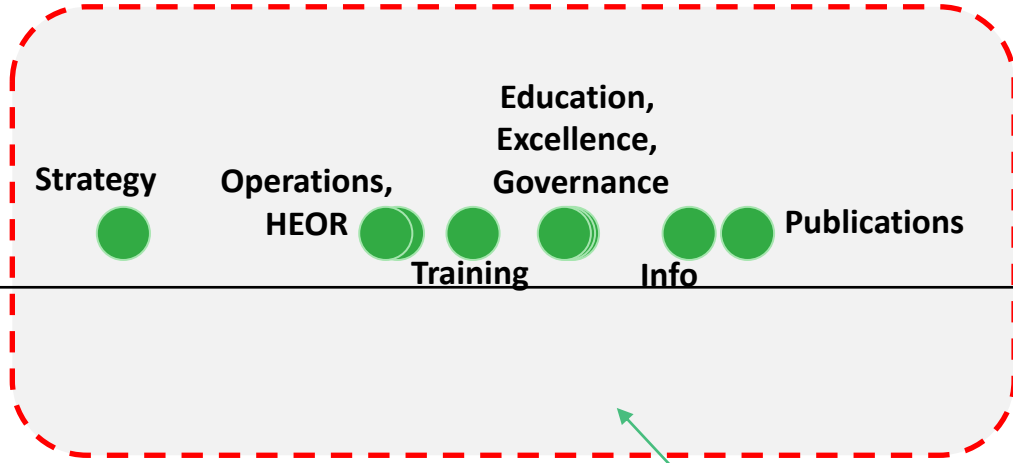 Education,
Excellence,
Governance
Strategy
Operations,
HEOR
Publications
Training
Info